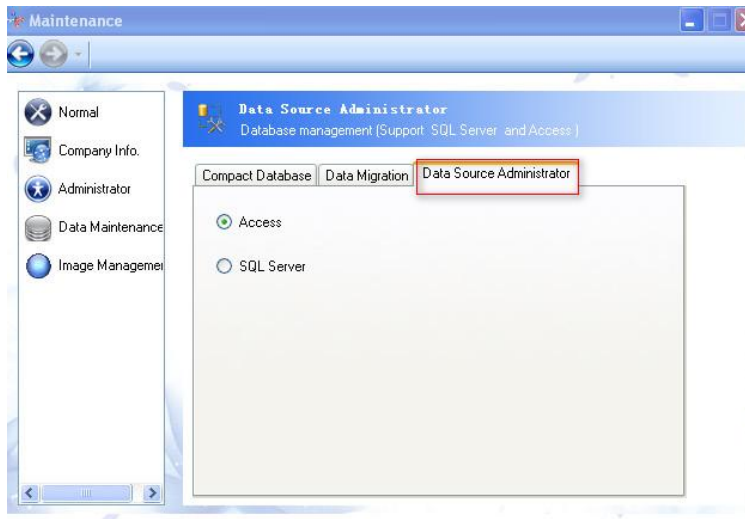 Maintenance
Normal
Company Info.
Administrator
Data Maintenance
Image Managemer
Data Source Administrator
Database management (Support SQL Server and Access )
Compact Database
Data Migration
Data Source Administrator
Access
SQL Server